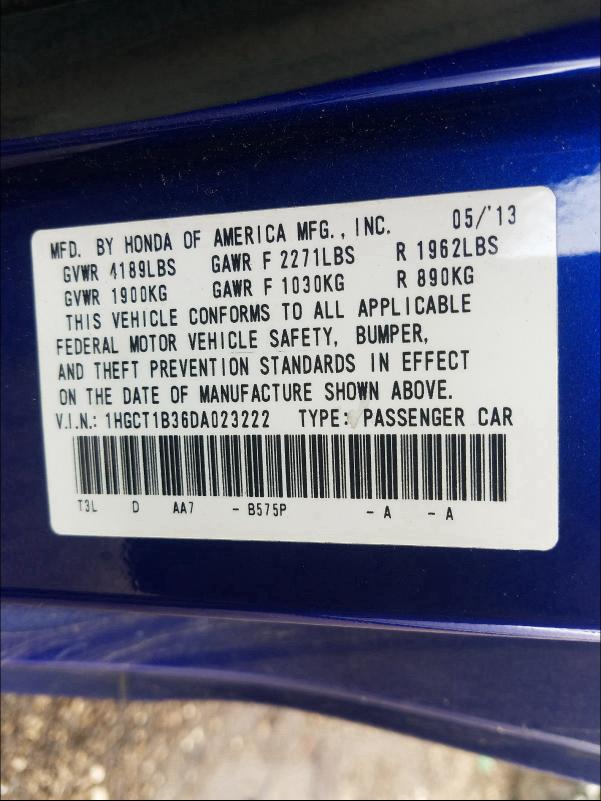 MFD. BY HONDA OF AMERICA MFG., INC. 05/'13
GVWR 4189LBS GAWR F 2271LBS R 1962LBS
GVWR 1900KG GAWR F 1030KG R 890KG
THIS VEHICLE CONFORMS TO ALL APPLICABLE
FEDERAL MOTOR VEHICLE SAFETY, BUMPER,
AND THEFT PREVENTION STANDARDS IN EFFECT
ON THE DATE OF MANUFACTURE SHOWN ABOVE.
V.I.N.: 1HGCT1B36DA023222 TYPE: PASSENGER CAR
T3L D AA7 - B575P - A - A